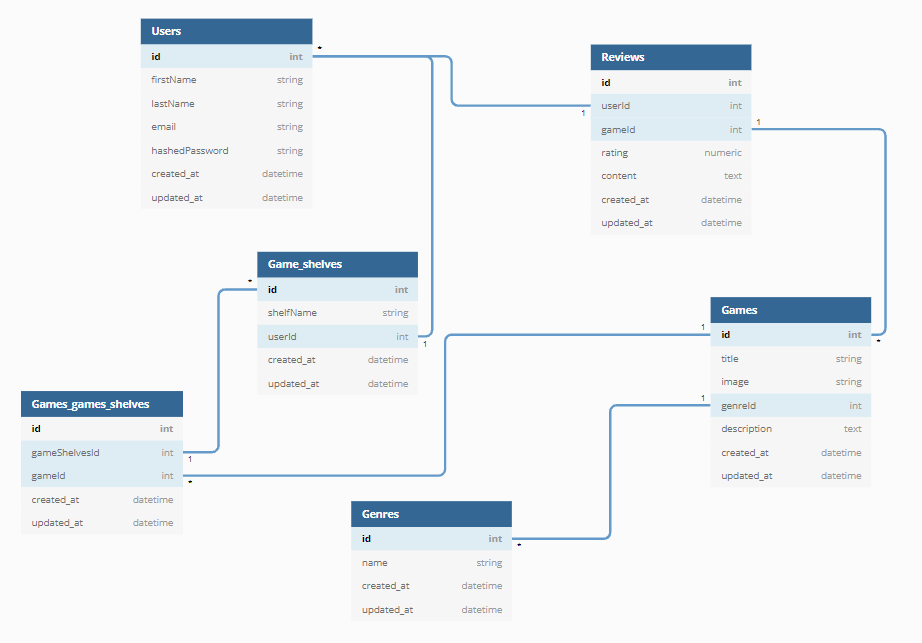 Users
id int
firstName string
lastName string
email string
hashedPassword string
created_at datetime
updated_at datetime
*
1
Reviews
id int
userId int
gameId int
rating numeric
content text
created_at datetime
updated_at datetime
1
*
Game_shelves
id int
shelfName string
userId int
created_at datetime
updated_at datetime
1
1
*
Games
id int
title string
image string
genreId int
description text
created_at datetime
updated_at datetime
1
Games_games_shelves
id int
gameShelvesId int
gameId int
created_at datetime
updated_at datetime
1
*
Genres
id int
name string
created_at datetime
updated_at datetime
*